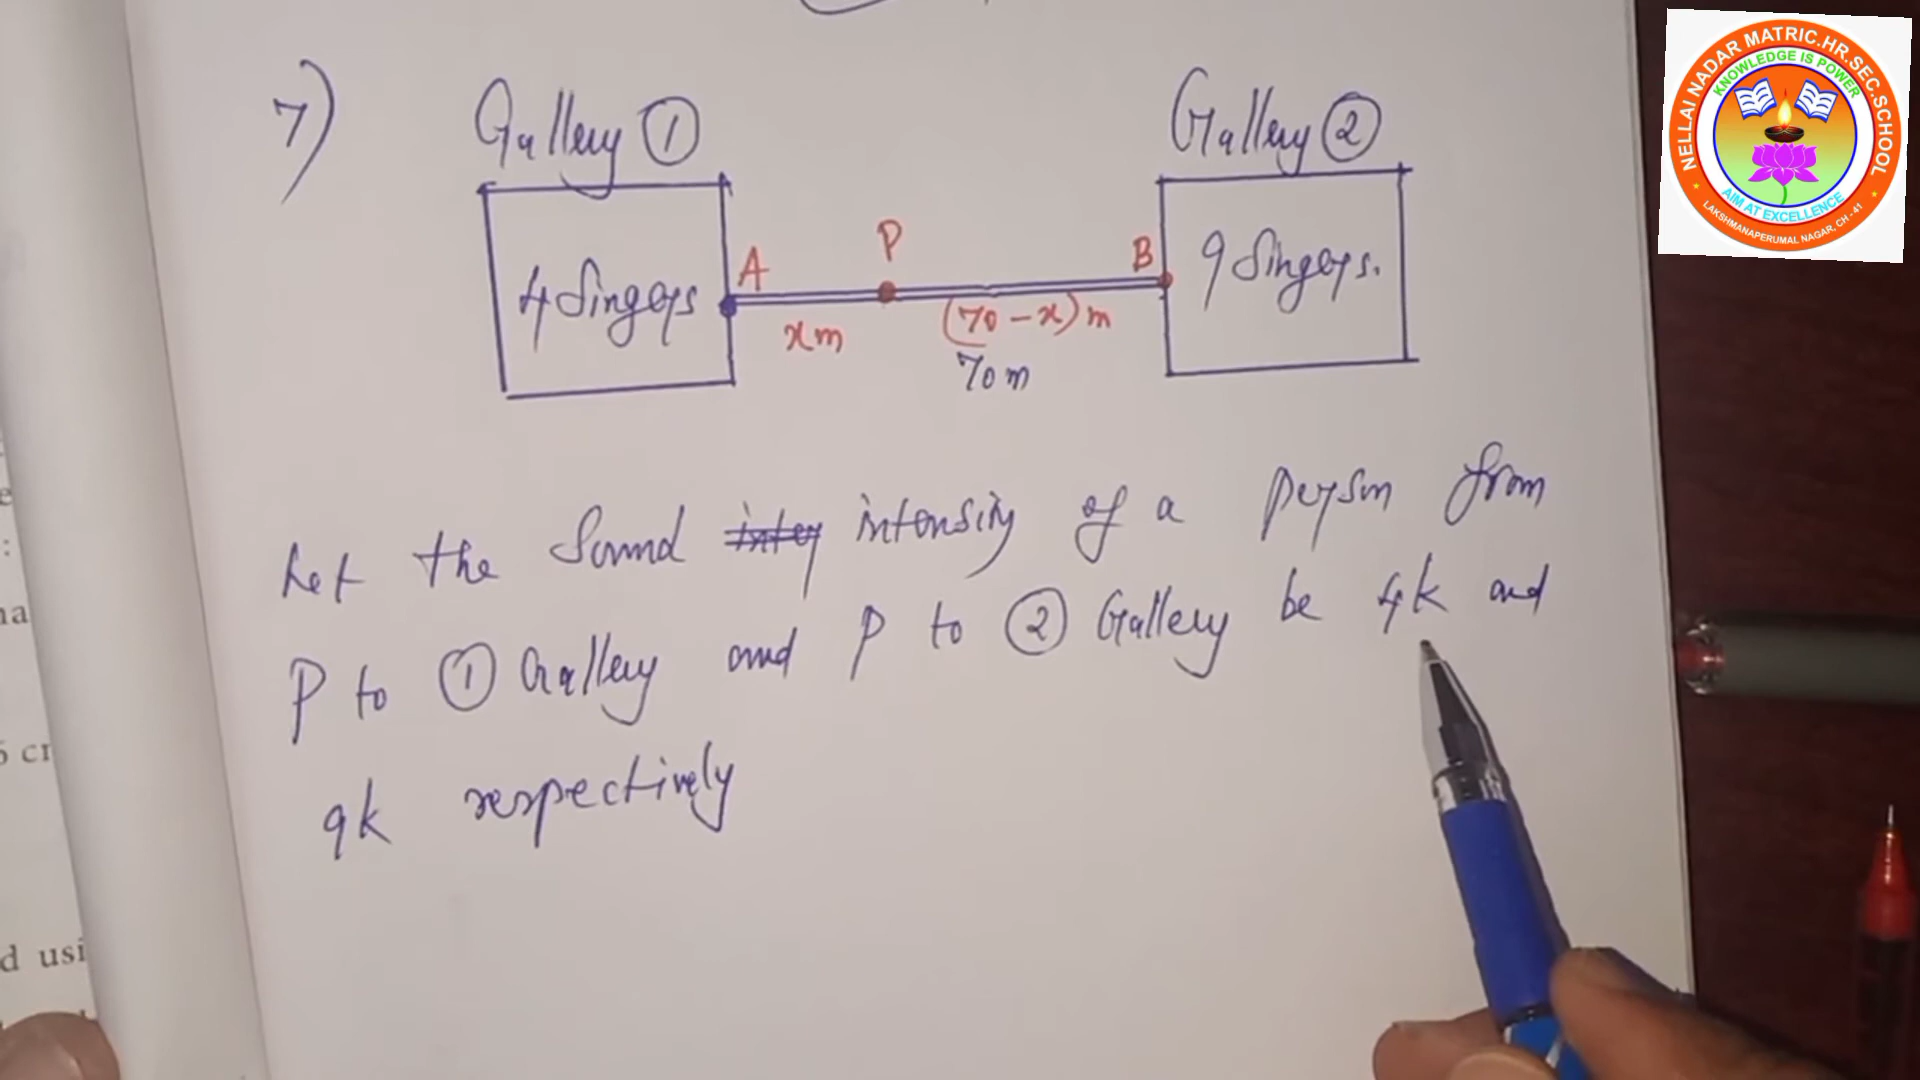 7)
Gallery ①
Gallery ②
4 Singers
9 Singers.
A
P
B
x m
(70 - x) m
70 m
Let the Sound intensity of a person from
P to ① Gallery and P to ② Gallery be 4k and
9k respectively
NELLAI NADAR MATRIC.HR.SEC.SCHOOL
KNOWLEDGE IS POWER
AIM AT EXCELLENCE
LAKSHMANAPERUMAL NAGAR, CH - 41
d usi